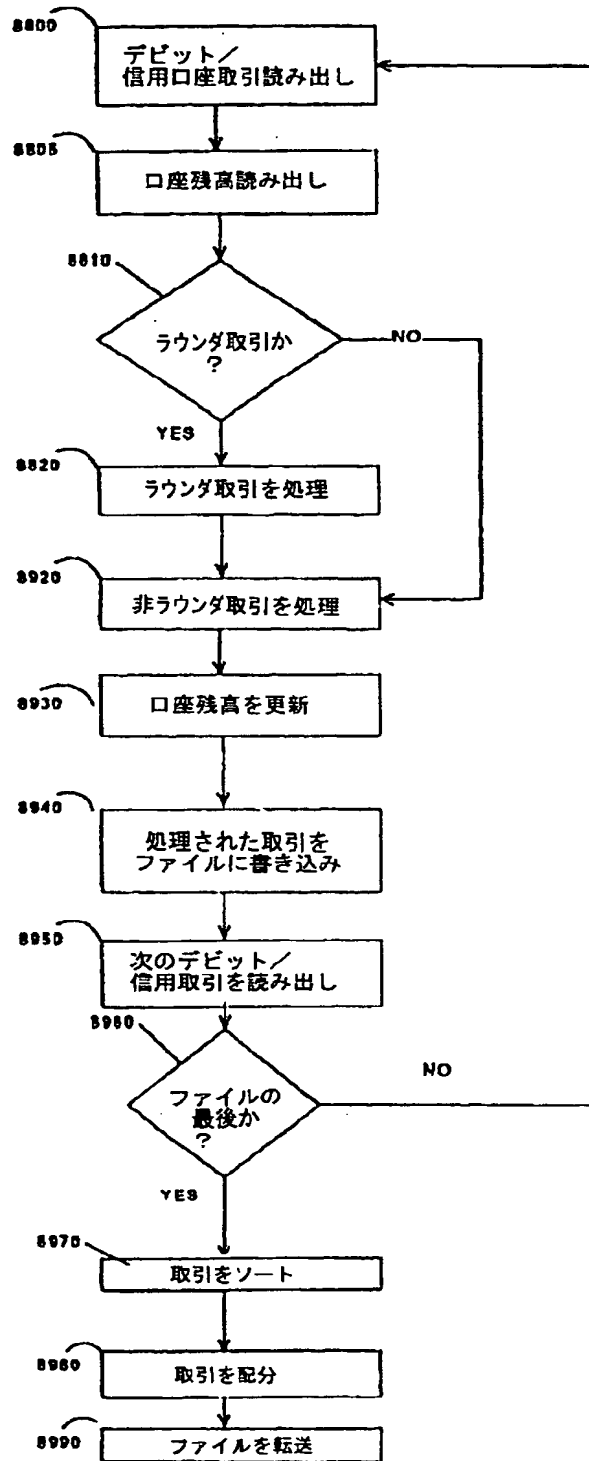 8800
デビット／
信用口座取引読み出し
8805
口座残高読み出し
8810
ラウンダ取引か
?
NO
YES
8820
ラウンダ取引を処理
8920
非ラウンダ取引を処理
8930
口座残高を更新
8940
処理された取引を
ファイルに書き込み
8950
次のデビット／
信用取引を読み出し
8960
ファイルの
最後か
?
NO
YES
8970
取引をソート
8980
取引を配分
8990
ファイルを転送